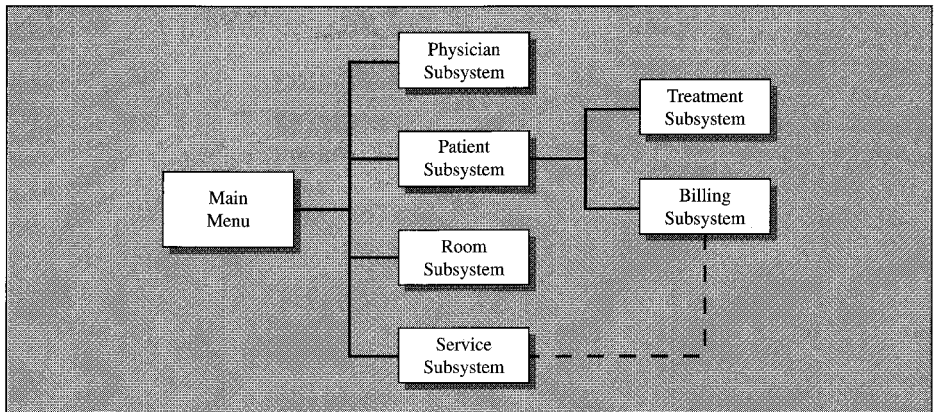 Physician
Subsystem
Treatment
Subsystem
Patient
Subsystem
Main
Menu
Billing
Subsystem
Room
Subsystem
Service
Subsystem